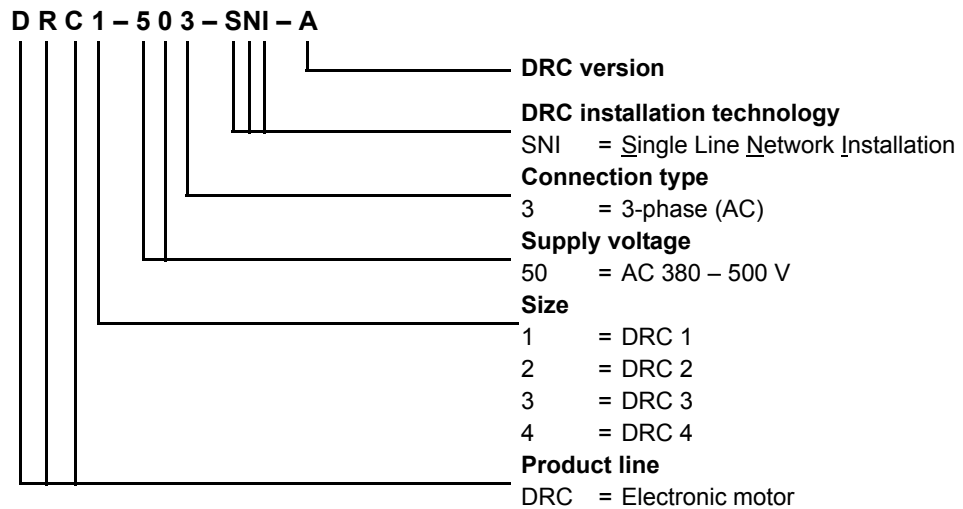 D R C 1 – 5 0 3 – SNI – A
DRC version
DRC installation technology
SNI = Single Line Network Installation
Connection type
3 = 3-phase (AC)
Supply voltage
50 = AC 380 – 500 V
Size
1 = DRC 1
2 = DRC 2
3 = DRC 3
4 = DRC 4
Product line
DRC = Electronic motor